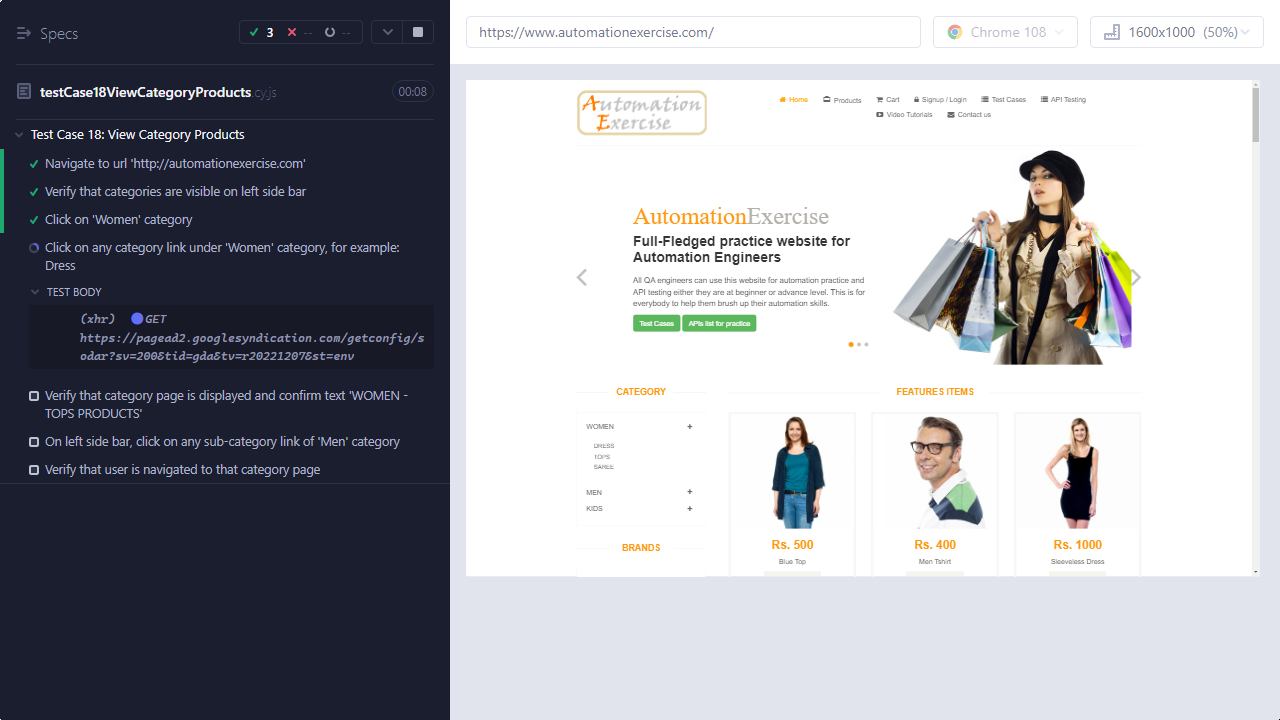 Specs
3 -- --
testCase18ViewCategoryProducts.cy.js
00:08
Test Case 18: View Category Products
Navigate to url 'http://automationexercise.com'
Verify that categories are visible on left side bar
Click on 'Women' category
Click on any category link under 'Women' category, for example:
Dress
TEST BODY
(xhr) GET
https://pagead2.googlesyndication.com/getconfig/s
odar?sv=200&tid=gda&tv=r20221207&st=env
Verify that category page is displayed and confirm text 'WOMEN -
TOPS PRODUCTS'
On left side bar, click on any sub-category link of 'Men' category
Verify that user is navigated to that category page
https://www.automationexercise.com/
Chrome 108
1600x1000 (50%)
Automation
Exercise
Home Products Cart Signup / Login Test Cases API Testing
Video Tutorials Contact us
AutomationExercise
Full-Fledged practice website for
Automation Engineers
All QA engineers can use this website for automation practice and
API testing either they are at beginner or advance level. This is for
everybody to help them brush up their automation skills.
Test Cases APIs list for practice
CATEGORY
WOMEN +
DRESS
TOPS
SAREE
MEN +
KIDS +
BRANDS
FEATURES ITEMS
Rs. 500
Blue Top
Rs. 400
Men Tshirt
Rs. 1000
Sleeveless Dress